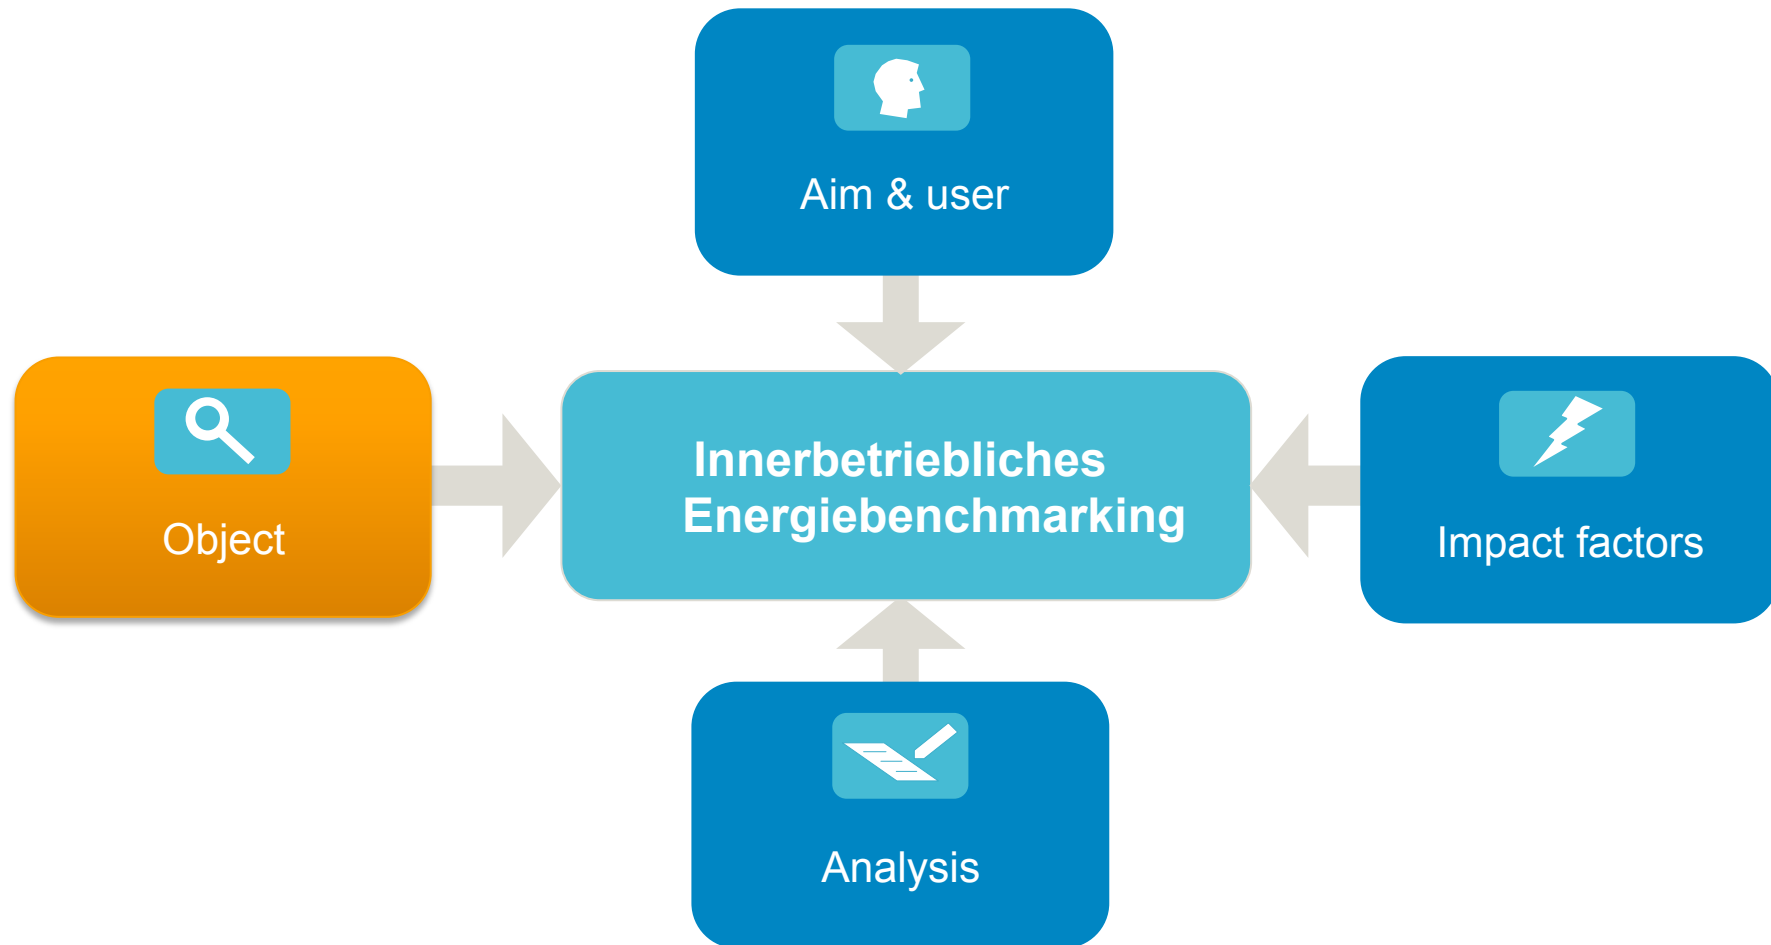 Aim & user
Object
Innerbetriebliches
Energiebenchmarking
Impact factors
Analysis